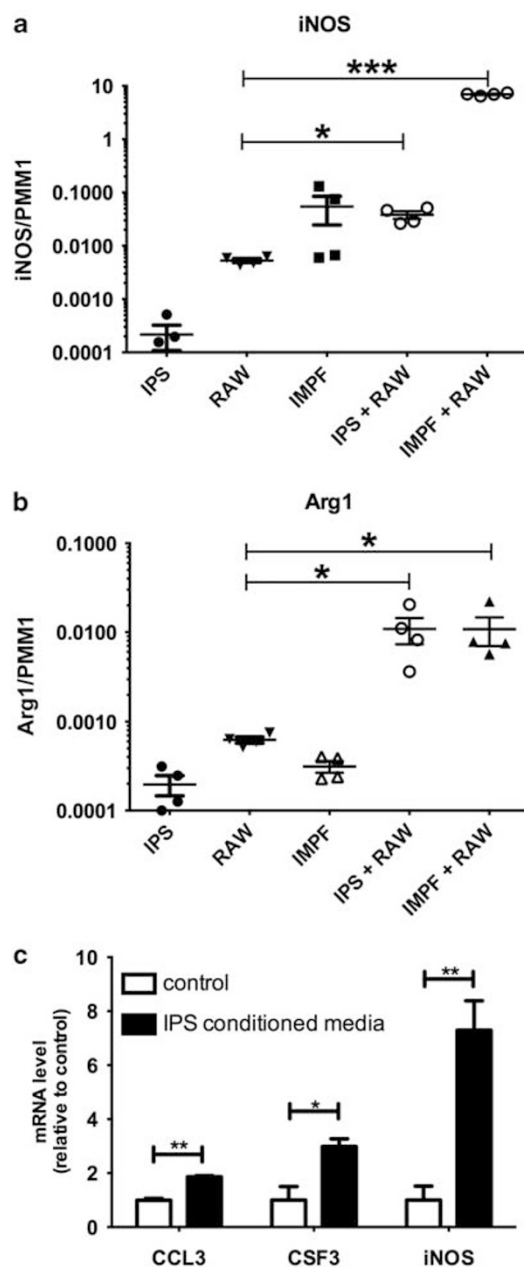 a
iNOS
***
*
iNOS/PMM1
10
1
0.1000
0.0100
0.0010
0.0001
IPS
RAW
IMPF
IPS + RAW
IMPF + RAW
b
Arg1
*
*
Arg1/PMM1
0.1000
0.0100
0.0010
0.0001
IPS
RAW
IMPF
IPS + RAW
IMPF + RAW
c
control
IPS conditioned media
**
*
**
mRNA level
(relative to control)
10
8
6
4
2
0
CCL3
CSF3
iNOS